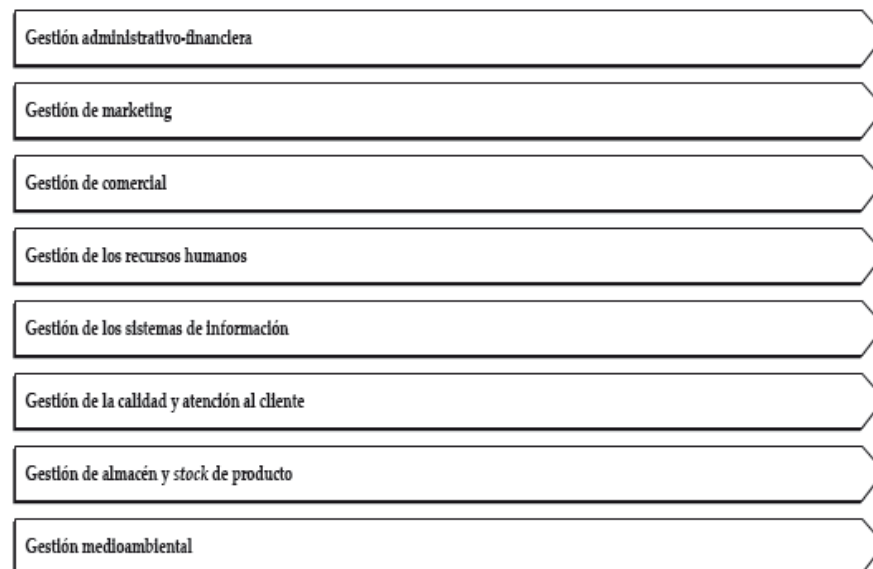 Gestión administrativo-financiera
Gestión de marketing
Gestión de comercial
Gestión de los recursos humanos
Gestión de los sistemas de información
Gestión de la calidad y atención al cliente
Gestión de almacén y stock de producto
Gestión medioambiental